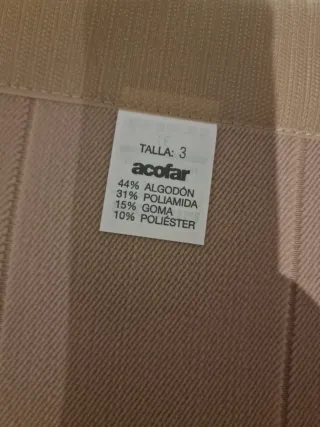 TALLA: 3
acofar
44% ALGODÓN
31% POLIAMIDA
15% GOMA
10% POLIÉSTER